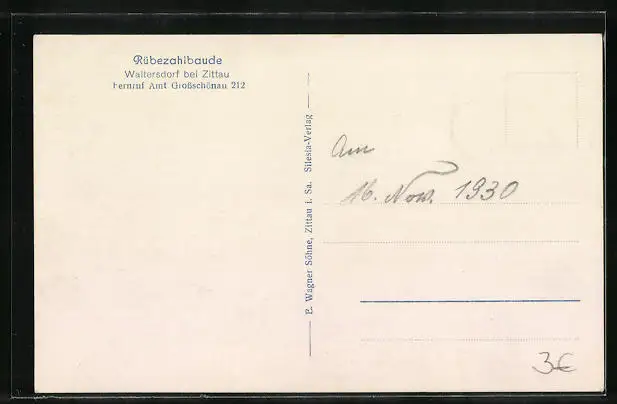 Rübezahlbaude
Waltersdorf bei Zittau
Fernruf Amt Großschönau 212
E. Wagner Söhne, Zittau i. Sa. Silesia-Verlag
Am
16. Nov. 1930
3€